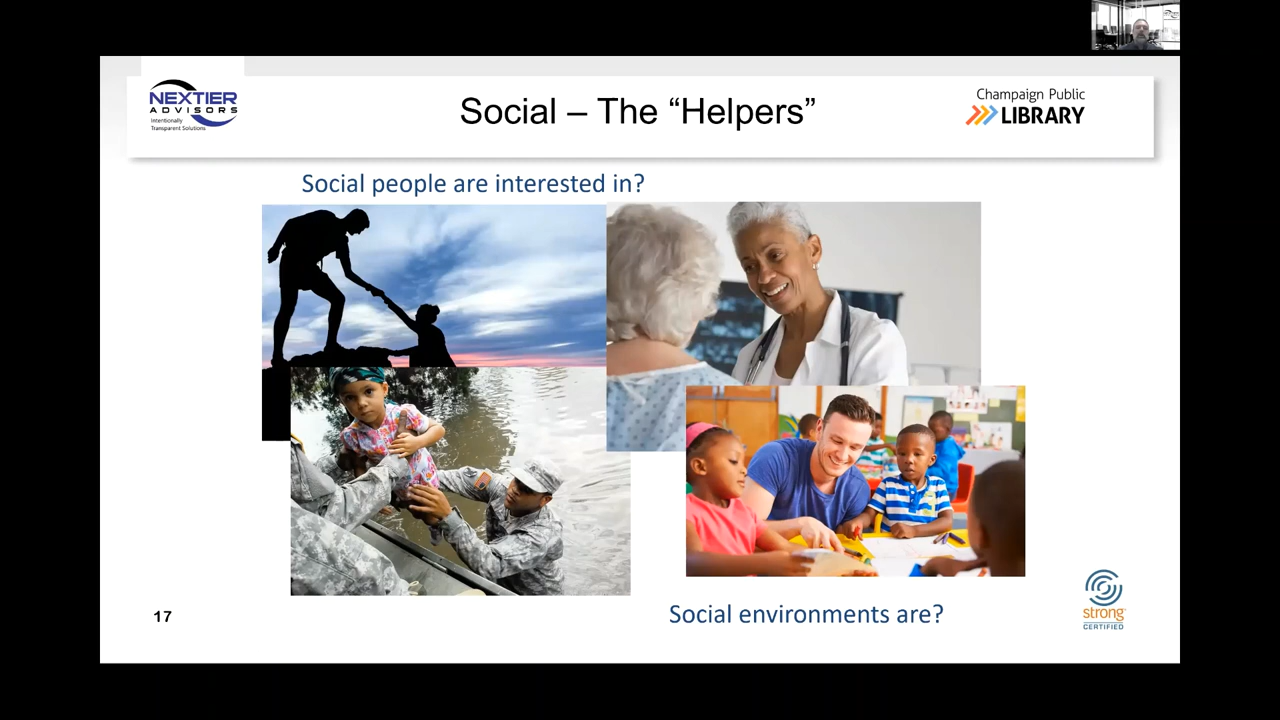 NEXTIER
ADVISORS
Intentionally
Transparent Solutions
Social – The “Helpers”
Champaign Public
LIBRARY
Social people are interested in?
Social environments are?
17
strong
CERTIFIED